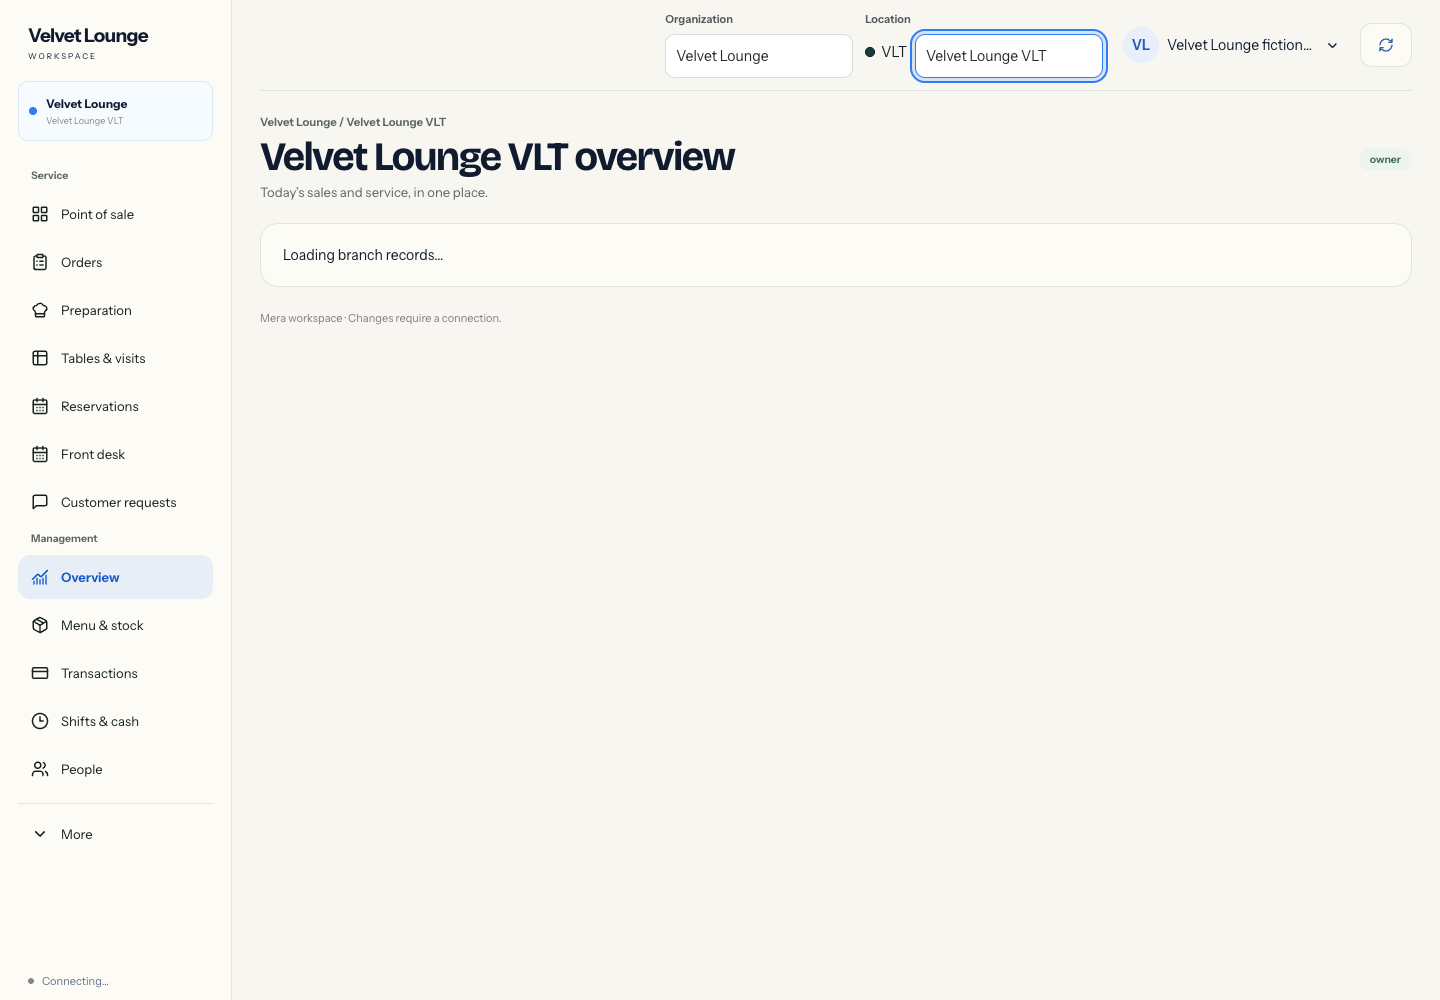 Velvet Lounge
WORKSPACE
Velvet Lounge
Velvet Lounge VLT
Service
Point of sale
Orders
Preparation
Tables & visits
Reservations
Front desk
Customer requests
Management
Overview
Menu & stock
Transactions
Shifts & cash
People
More
Connecting...
Organization
Velvet Lounge
Location
VLT
Velvet Lounge VLT
VL
Velvet Lounge fiction...
Velvet Lounge / Velvet Lounge VLT
Velvet Lounge VLT overview
owner
Today's sales and service, in one place.
Loading branch records...
Mera workspace · Changes require a connection.